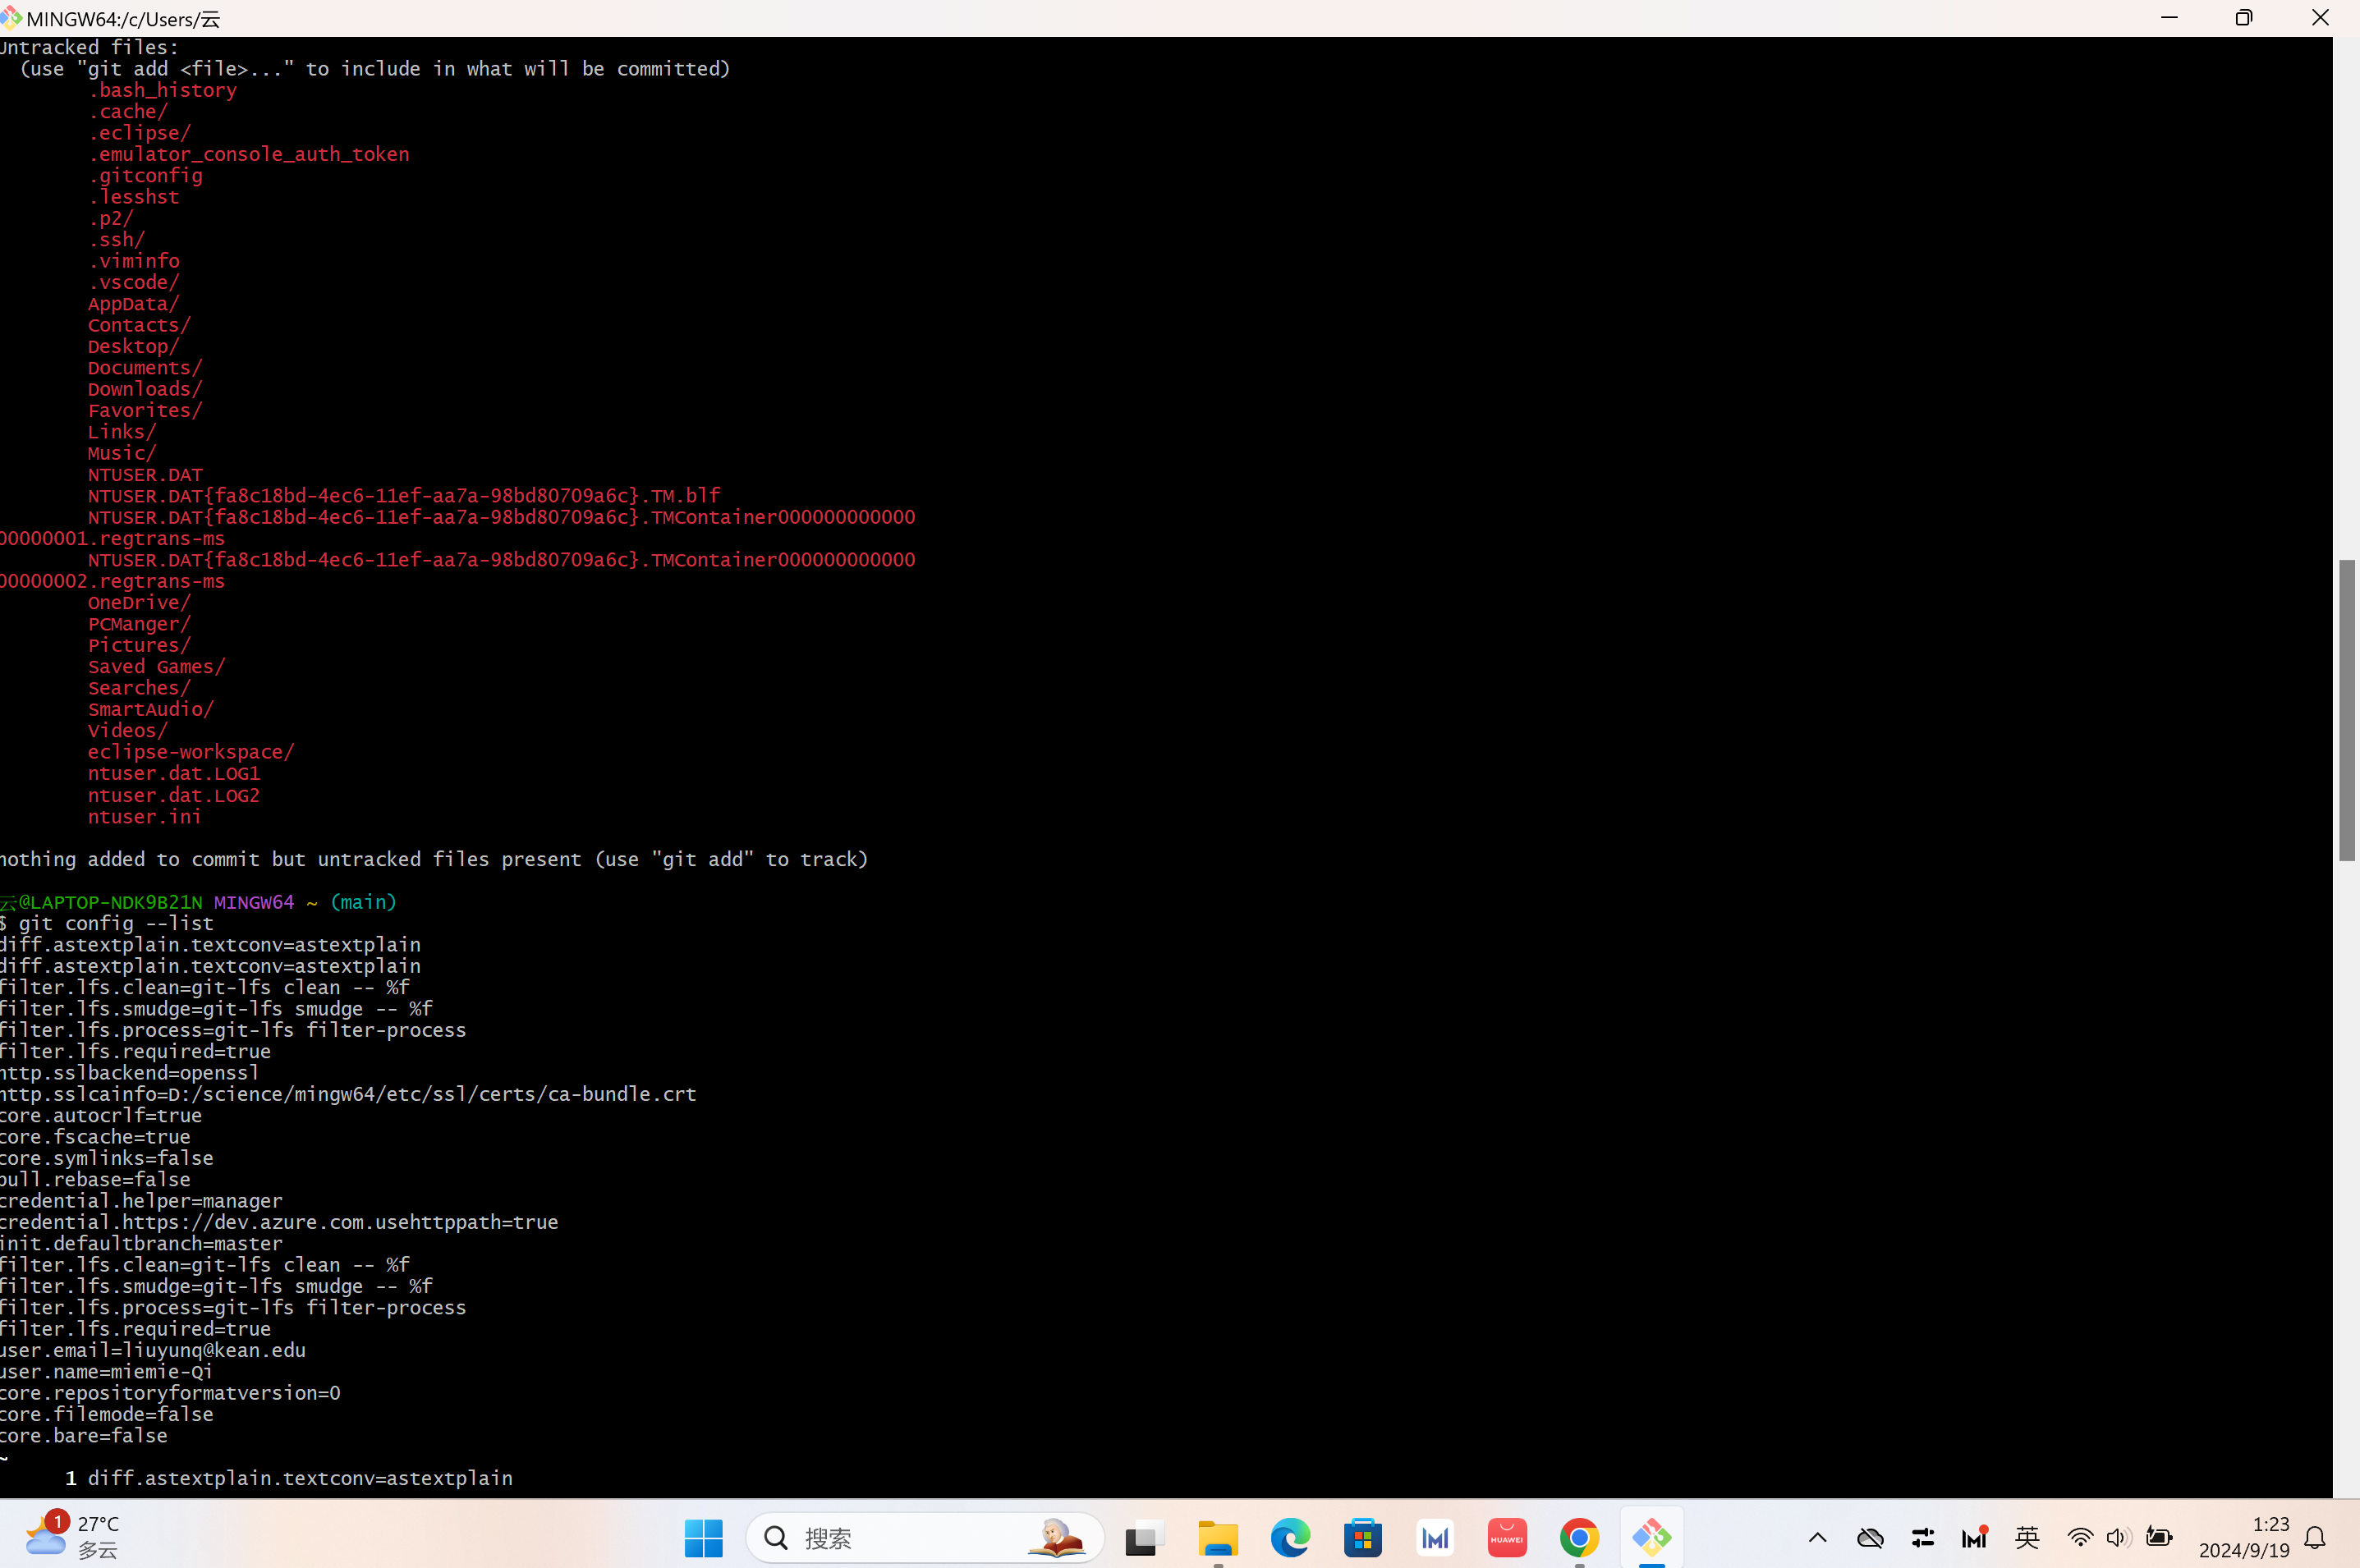 MINGW64:/c/Users/云
Untracked files:
(use "git add <file>..." to include in what will be committed)
.bash_history
.cache/
.eclipse/
.emulator_console_auth_token
.gitconfig
.lesshst
.p2/
.ssh/
.viminfo
.vscode/
AppData/
Contacts/
Desktop/
Documents/
Downloads/
Favorites/
Links/
Music/
NTUSER.DAT
NTUSER.DAT{fa8c18bd-4ec6-11ef-aa7a-98bd80709a6c}.TM.blf
NTUSER.DAT{fa8c18bd-4ec6-11ef-aa7a-98bd80709a6c}.TMContainer000000000000
00000001.regtrans-ms
NTUSER.DAT{fa8c18bd-4ec6-11ef-aa7a-98bd80709a6c}.TMContainer000000000000
00000002.regtrans-ms
OneDrive/
PCManger/
Pictures/
Saved Games/
Searches/
SmartAudio/
Videos/
eclipse-workspace/
ntuser.dat.LOG1
ntuser.dat.LOG2
ntuser.ini
nothing added to commit but untracked files present (use "git add" to track)
云@LAPTOP-NDK9B21N MINGW64 ~ (main)
$ git config --list
diff.astextplain.textconv=astextplain
diff.astextplain.textconv=astextplain
filter.lfs.clean=git-lfs clean -- %f
filter.lfs.smudge=git-lfs smudge -- %f
filter.lfs.process=git-lfs filter-process
filter.lfs.required=true
http.sslbackend=openssl
http.sslcainfo=D:/science/mingw64/etc/ssl/certs/ca-bundle.crt
core.autocrlf=true
core.fscache=true
core.symlinks=false
pull.rebase=false
credential.helper=manager
credential.https://dev.azure.com.usehttppath=true
init.defaultbranch=master
filter.lfs.clean=git-lfs clean -- %f
filter.lfs.smudge=git-lfs smudge -- %f
filter.lfs.process=git-lfs filter-process
filter.lfs.required=true
user.email=liuyunq@kean.edu
user.name=miemie-Qi
core.repositoryformatversion=0
core.filemode=false
core.bare=false
~
1 diff.astextplain.textconv=astextplain
1
27°C
多云
搜索
HUAWEI
英
1:23
2024/9/19